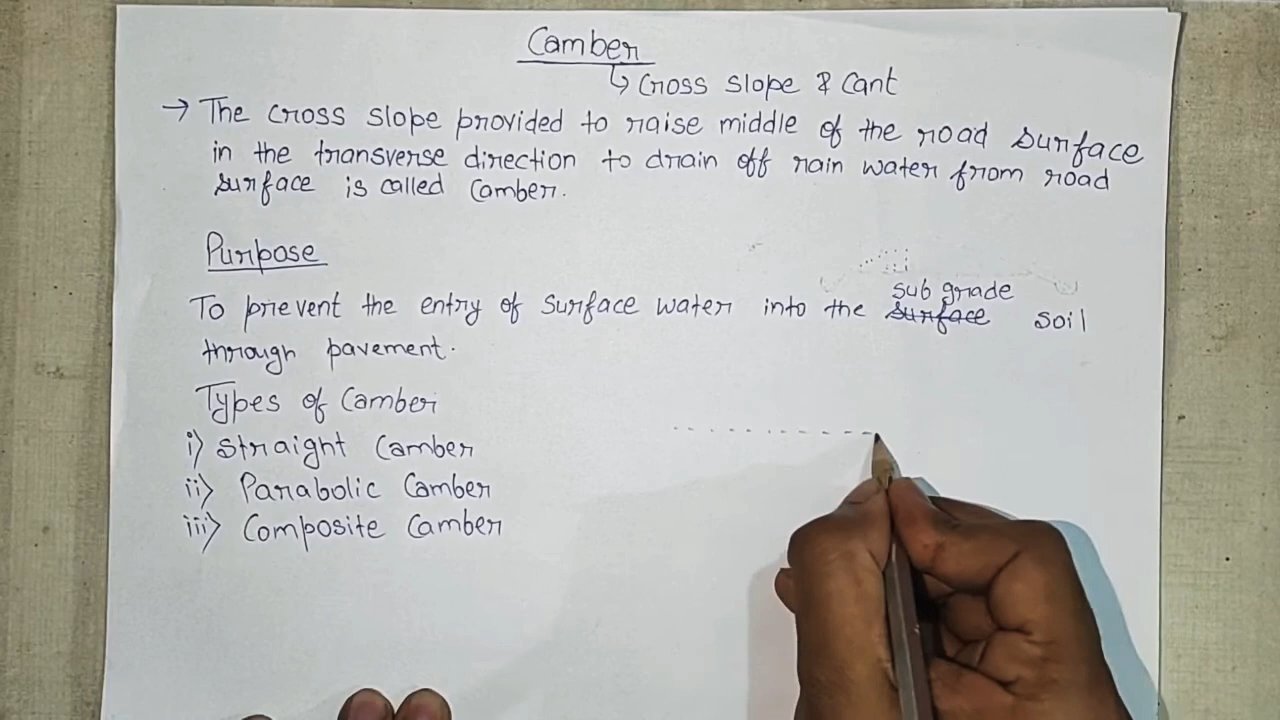 Camber
↳ Cross slope & Cant
→ The cross slope provided to raise middle of the road surface
in the transverse direction to drain off rain water from road
surface is called Camber.
Purpose
To prevent the entry of surface water into the ~~surface~~ sub grade soil
through pavement.
Types of Camber
i) Straight Camber
ii) Parabolic Camber
iii) Composite Camber